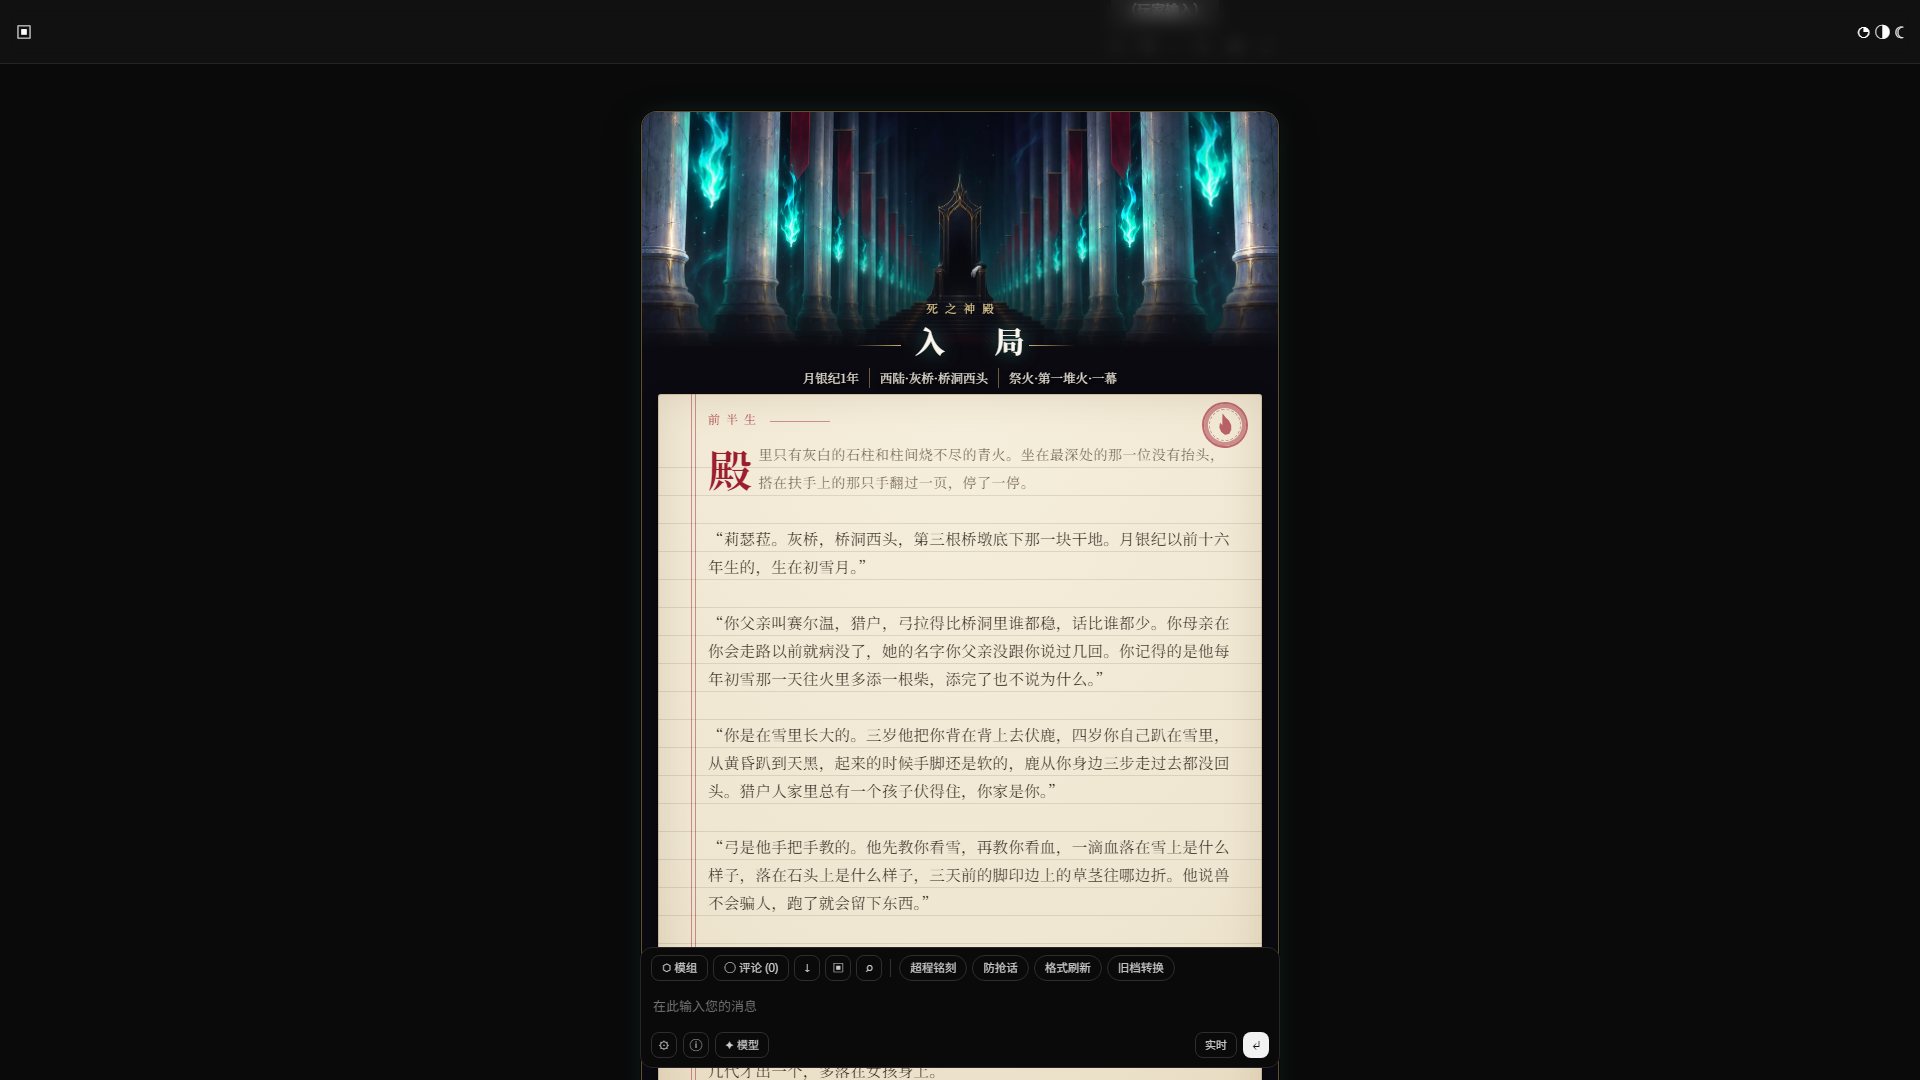 （玩家输入）
死之神殿
入 局
月银纪1年 西陆·灰桥·桥洞西头 祭火·第一堆火·一幕
前半生
殿里只有灰白的石柱和柱间烧不尽的青火。坐在最深处的那一位没有抬头，
搭在扶手上的那只手翻过一页，停了一停。
“莉瑟菈。灰桥，桥洞西头，第三根桥墩底下那一块干地。月银纪以前十六
年生的，生在初雪月。”
“你父亲叫赛尔温，猎户，弓拉得比桥洞里谁都稳，话比谁都少。你母亲在
你会走路以前就病没了，她的名字你父亲没跟你说过几回。你记得的是他每
年初雪那一天往火里多添一根柴，添完了也不说为什么。”
“你是在雪里长大的。三岁他把你背在背上去伏鹿，四岁你自己趴在雪里，
从黄昏趴到天黑，起来的时候手脚还是软的，鹿从你身边三步走过去都没回
头。猎户人家里总有一个孩子伏得住，你家是你。”
“弓是他手把手教的。他先教你看雪，再教你看血，一滴血落在雪上是什么
样子，落在石头上是什么样子，三天前的脚印边上的草茎往哪边折。他说兽
不会骗人，跑了就会留下东西。”
模组 评论 (0) 超程铭刻 防抢话 格式刷新 旧档转换
在此输入您的消息
模型 实时
几代才出一个，多落在女孩身上。